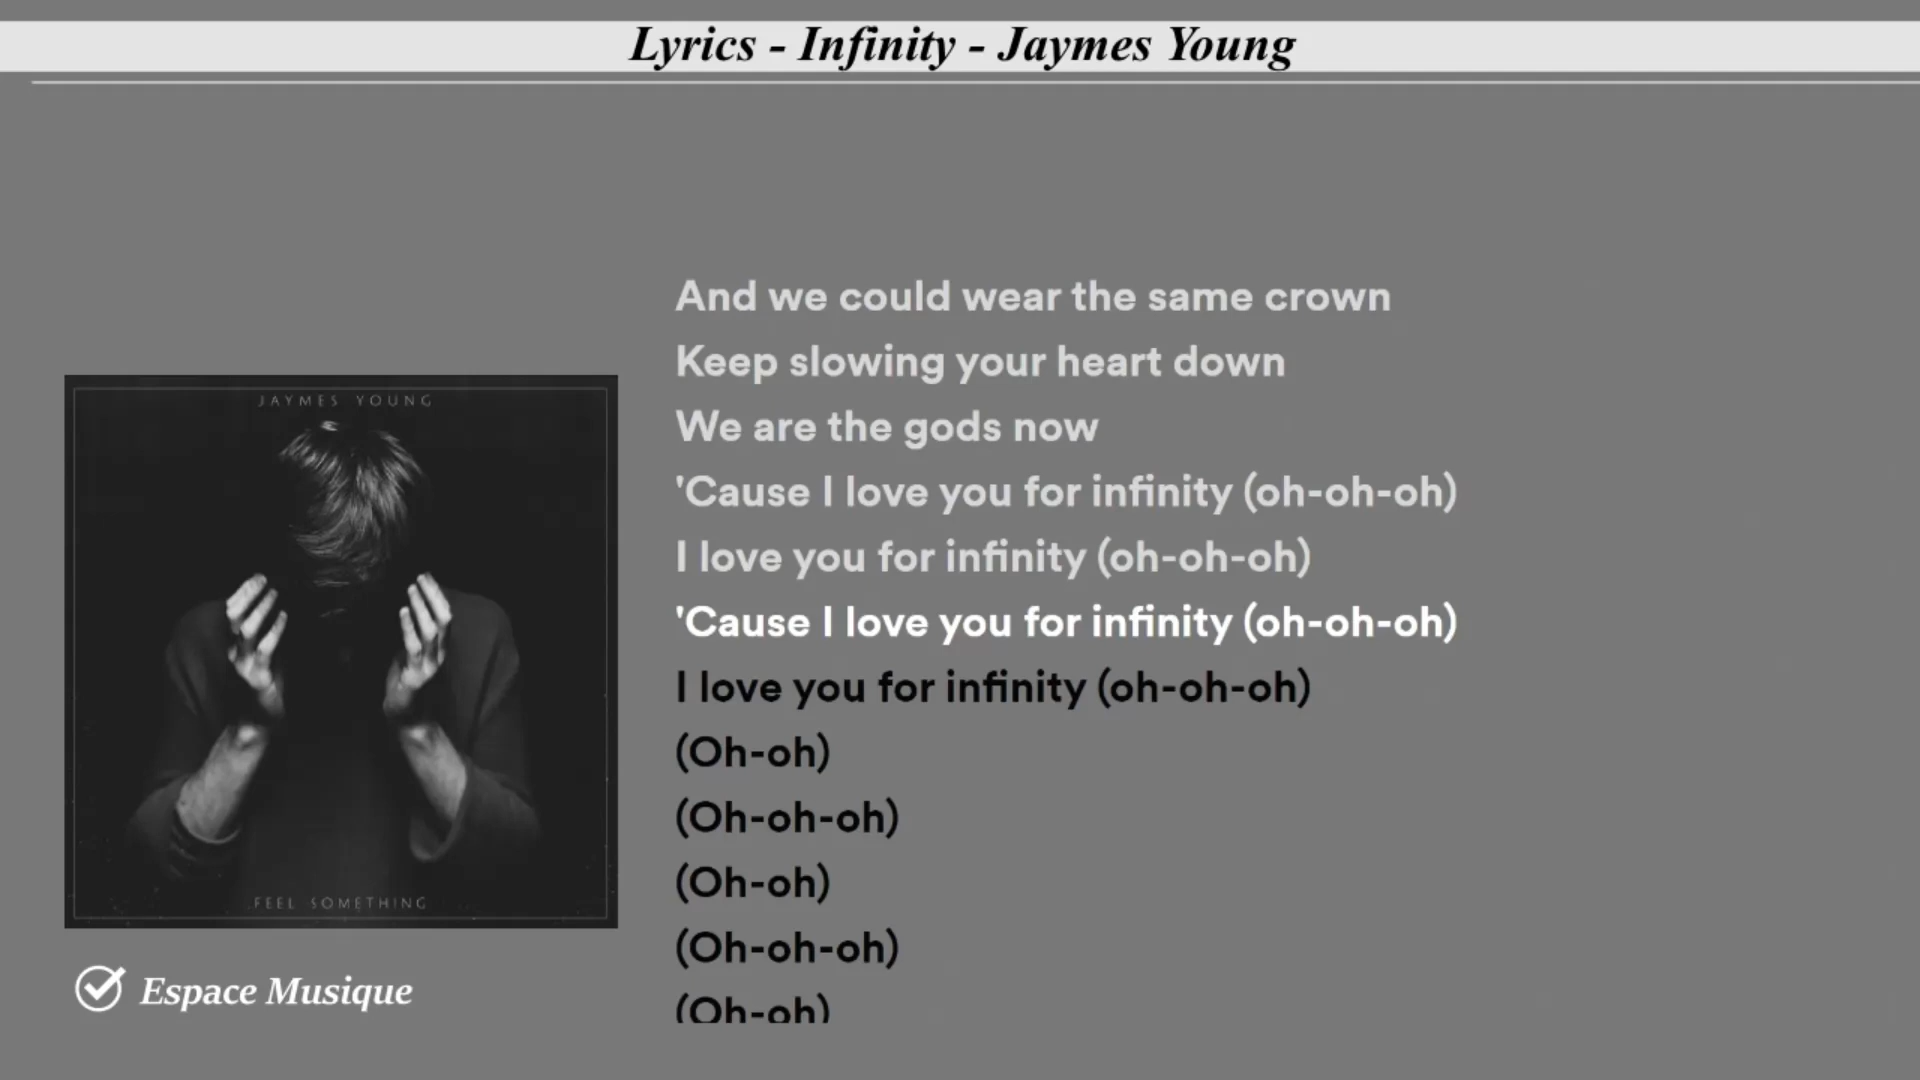 Lyrics - Infinity - Jaymes Young
And we could wear the same crown
Keep slowing your heart down
We are the gods now
'Cause I love you for infinity (oh-oh-oh)
I love you for infinity (oh-oh-oh)
'Cause I love you for infinity (oh-oh-oh)
I love you for infinity (oh-oh-oh)
(Oh-oh)
(Oh-oh-oh)
(Oh-oh)
(Oh-oh-oh)
(Oh-oh)
JAYMES YOUNG
FEEL SOMETHING
Espace Musique